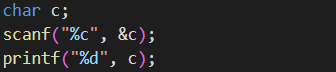 char c;
scanf("%c", &c);
printf("%d", c);